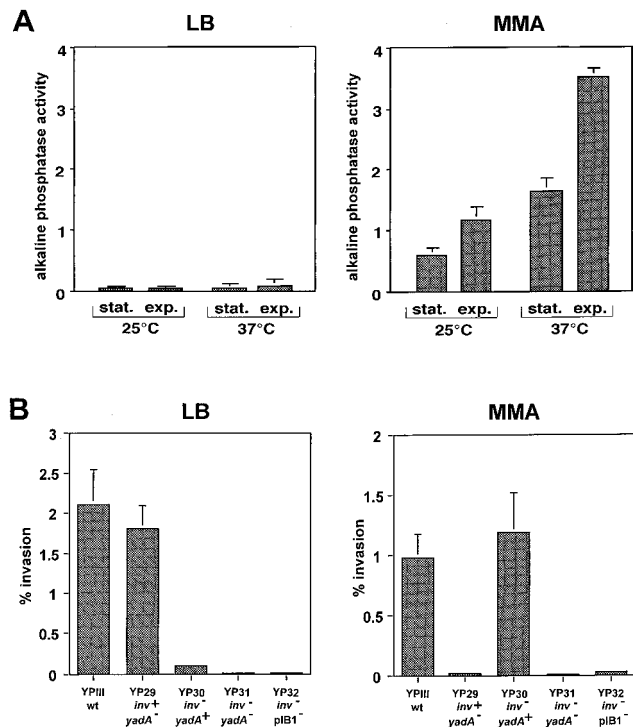 A
LB
MMA
alkaline phosphatase activity
4
3
2
1
0
stat. exp. stat. exp.
25°C 37°C
alkaline phosphatase activity
4
3
2
1
0
stat. exp. stat. exp.
25°C 37°C
B
LB
MMA
% invasion
3
2.5
2
1.5
1
0.5
0
YPIII YP29 YP30 YP31 YP32
wt inv+ inv- inv- inv-
yadA- yadA+ yadA- pIB1-
% invasion
2
1.5
1
0.5
0
YPIII YP29 YP30 YP31 YP32
wt inv+ inv- inv- inv-
yadA- yadA+ yadA- pIB1-